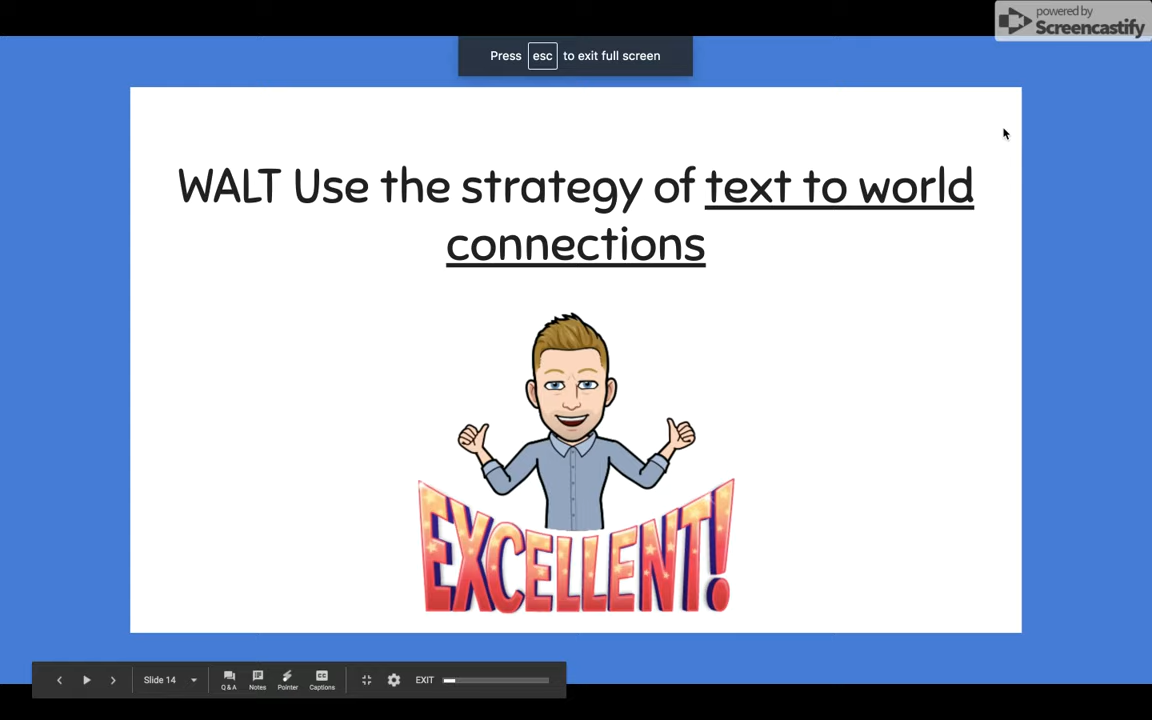 powered by
Screencastify
Press esc to exit full screen
WALT Use the strategy of text to world
connections
EXCELLENT!
Slide 14
Q&A
Notes
Pointer
Captions
EXIT